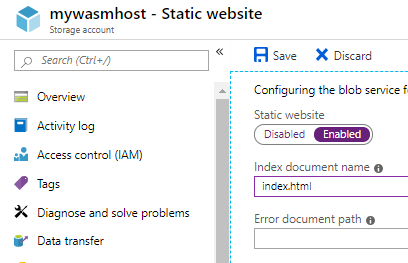 mywasmhost - Static website
Storage account
Search (Ctrl+/)
«
Overview
Activity log
Access control (IAM)
Tags
Diagnose and solve problems
Data transfer
Save
Discard
Configuring the blob service f
Static website
Disabled Enabled
Index document name
index.html
Error document path